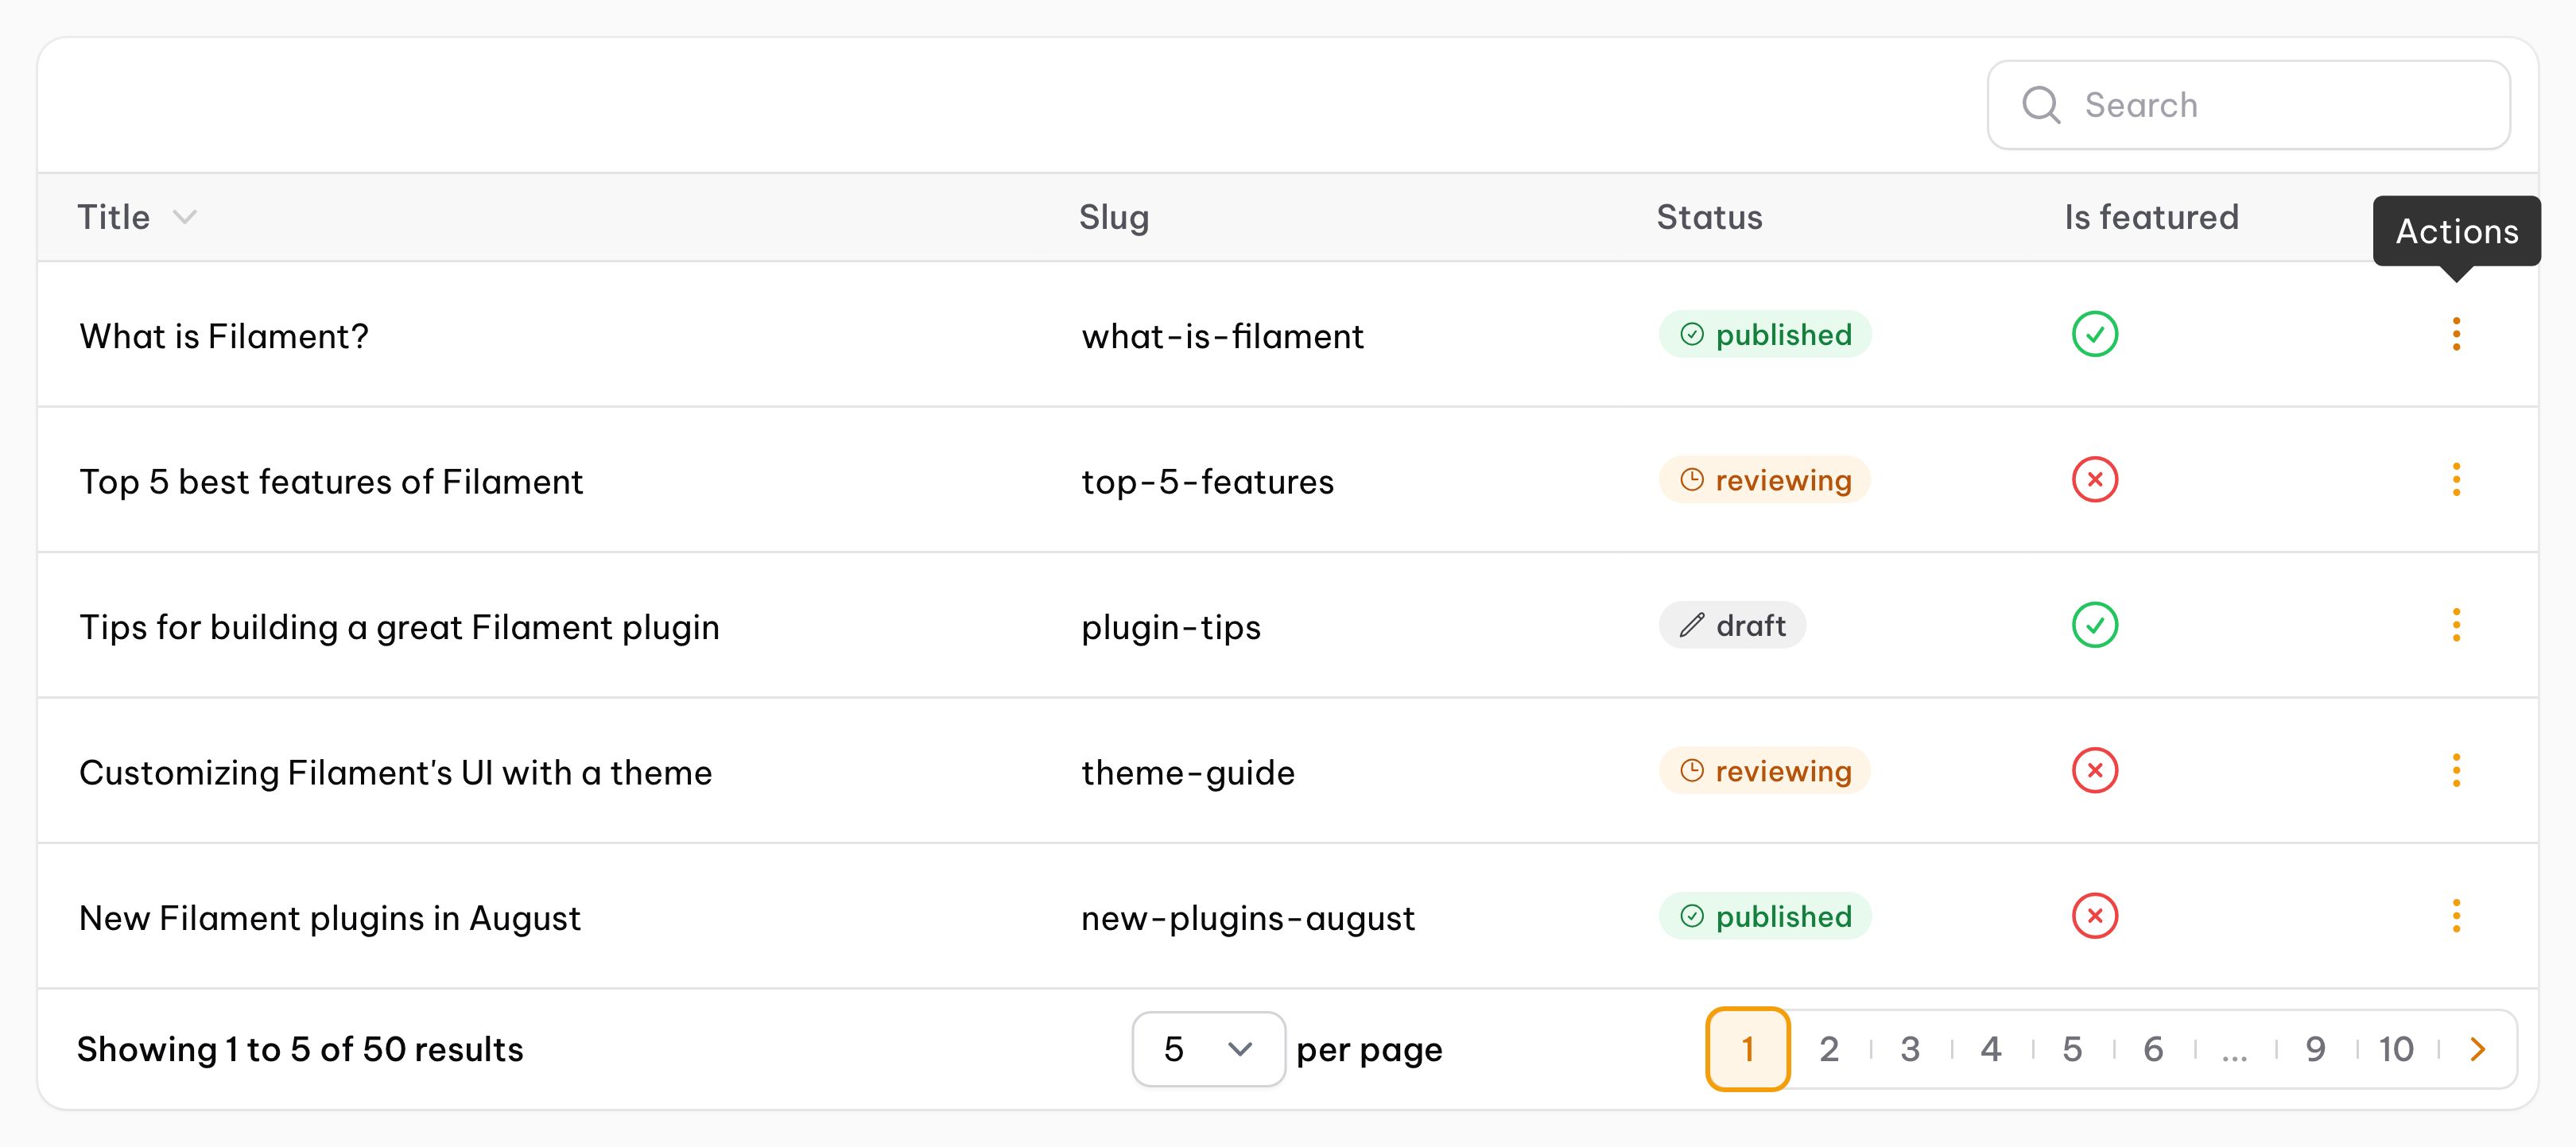 Search
Title Slug Status Is featured Actions
What is Filament? what-is-filament published
Top 5 best features of Filament top-5-features reviewing
Tips for building a great Filament plugin plugin-tips draft
Customizing Filament's UI with a theme theme-guide reviewing
New Filament plugins in August new-plugins-august published
Showing 1 to 5 of 50 results 5 per page 1 2 3 4 5 6 ... 9 10